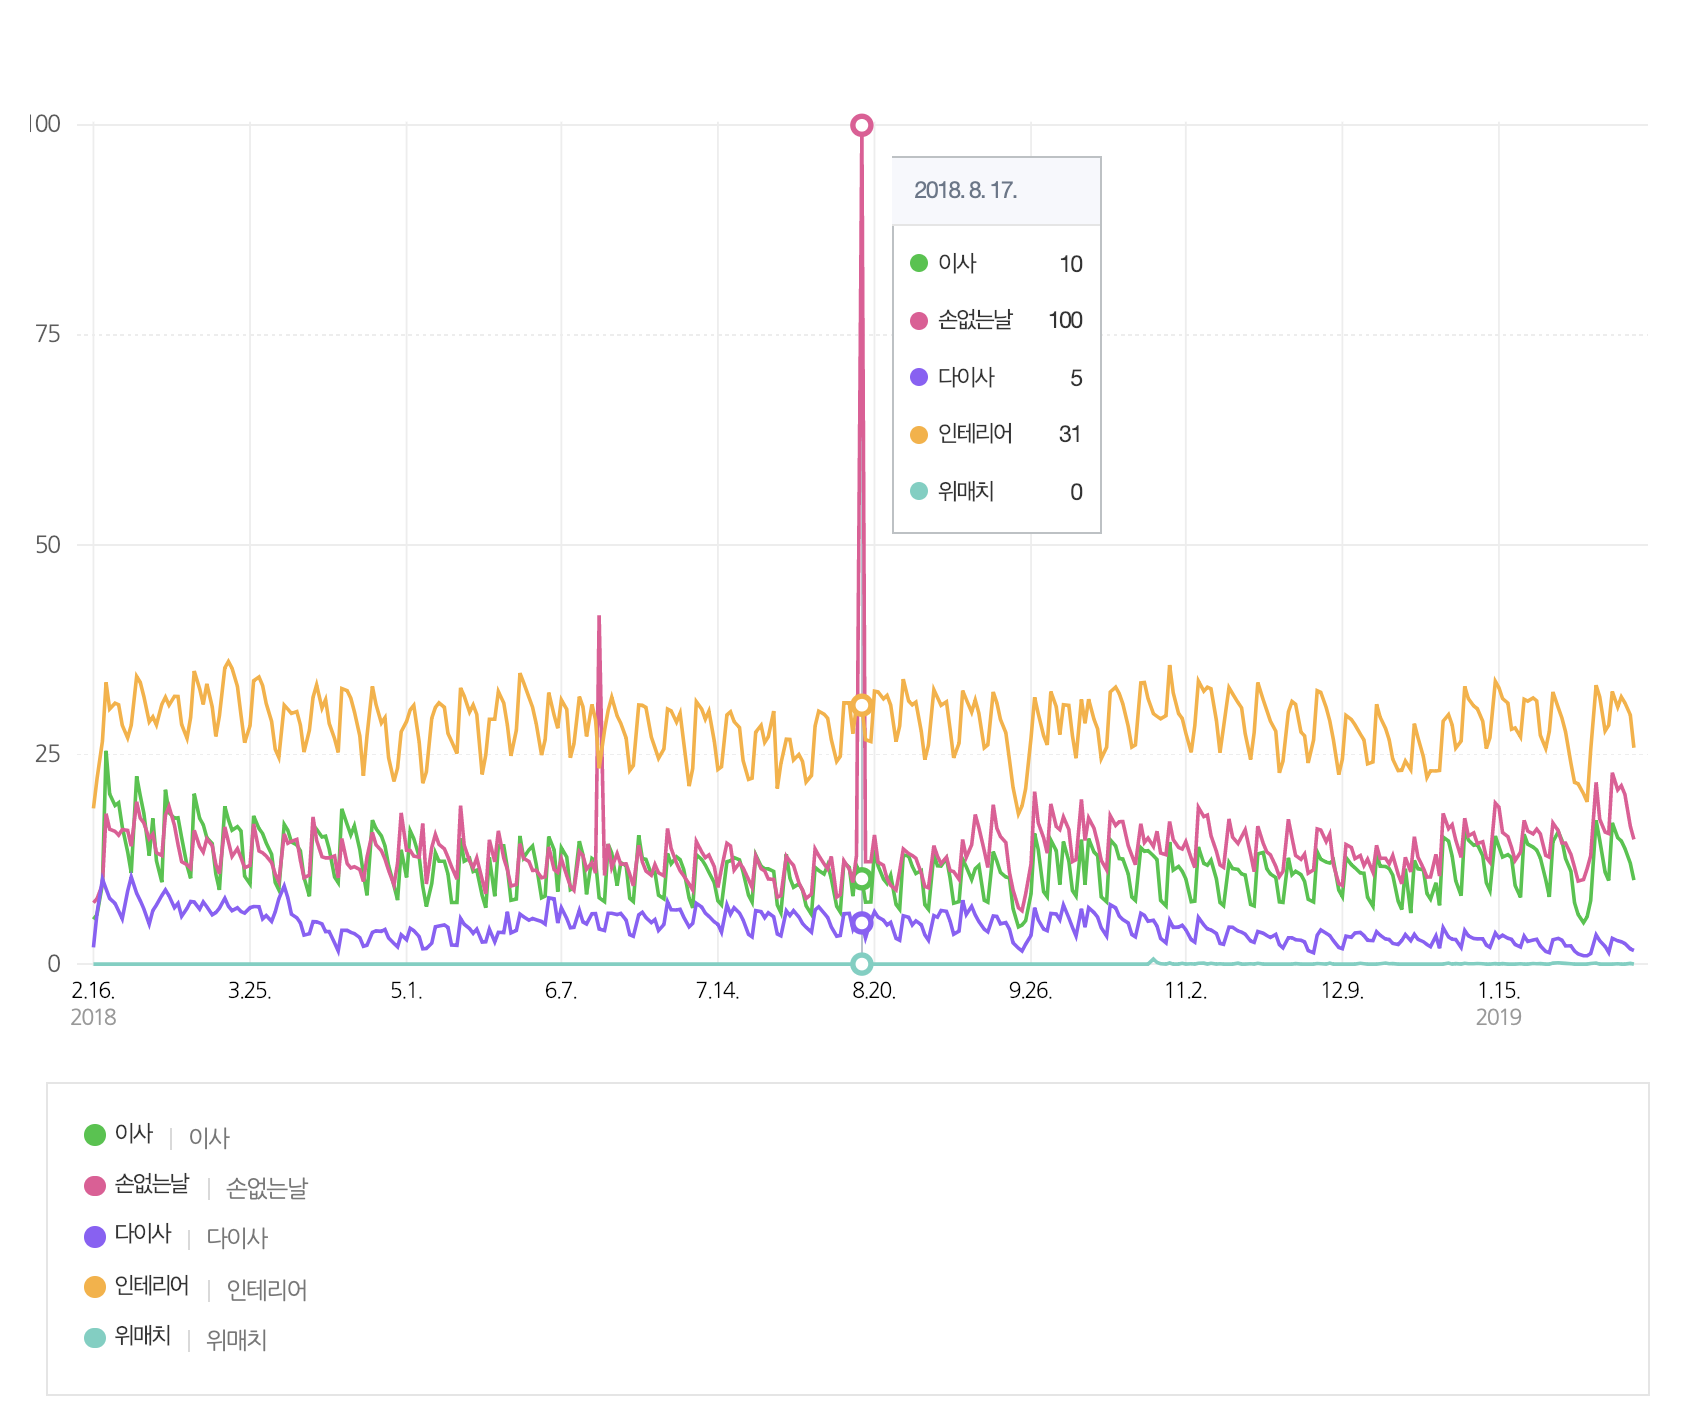 100
75
50
25
0
2018. 8. 17.
이사 10
손없는날 100
다이사 5
인테리어 31
위매치 0
2.16. 3.25. 5.1. 6.7. 7.14. 8.20. 9.26. 11.2. 12.9. 1.15.
2018 2019
이사 | 이사
손없는날 | 손없는날
다이사 | 다이사
인테리어 | 인테리어
위매치 | 위매치